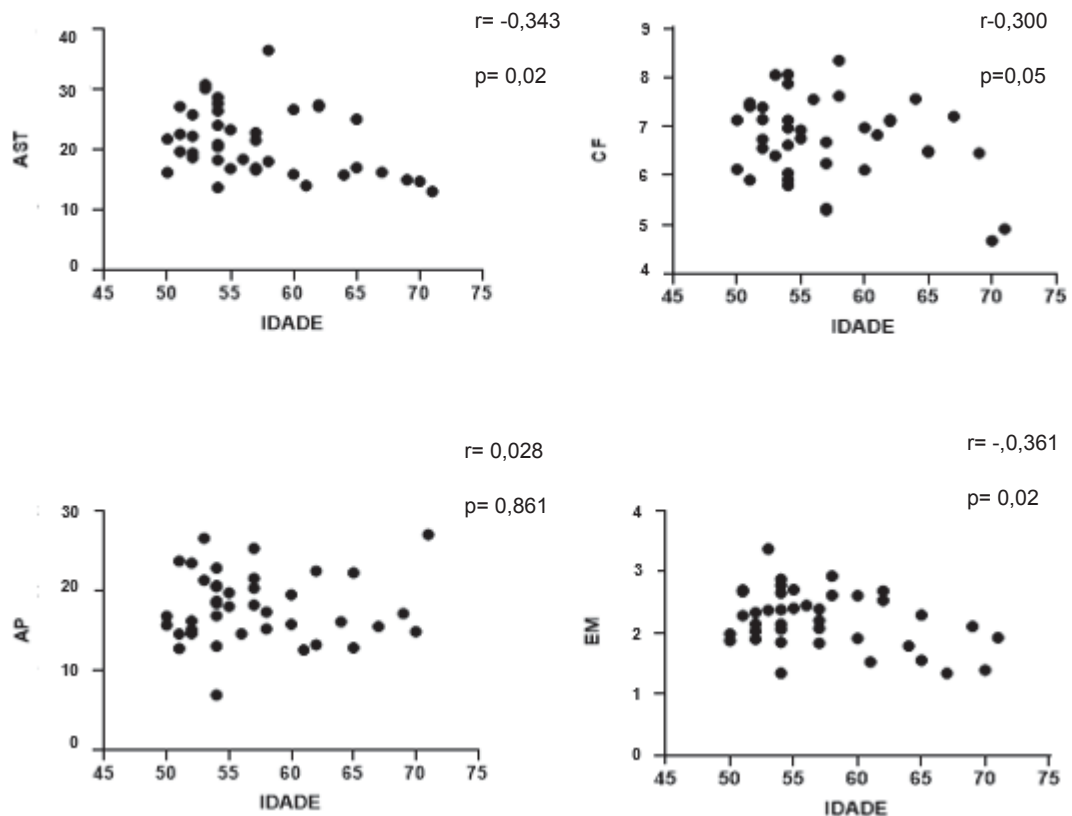 r= -0,343
p= 0,02
40
30
20
10
0
AST
45 50 55 60 65 70 75
IDADE
r-0,300
p=0,05
9
8
7
6
5
4
CF
45 50 55 60 65 70 75
IDADE
r= 0,028
p= 0,861
30
20
10
0
AP
45 50 55 60 65 70 75
IDADE
r= -,0,361
p= 0,02
4
3
2
1
0
EM
45 50 55 60 65 70 75
IDADE